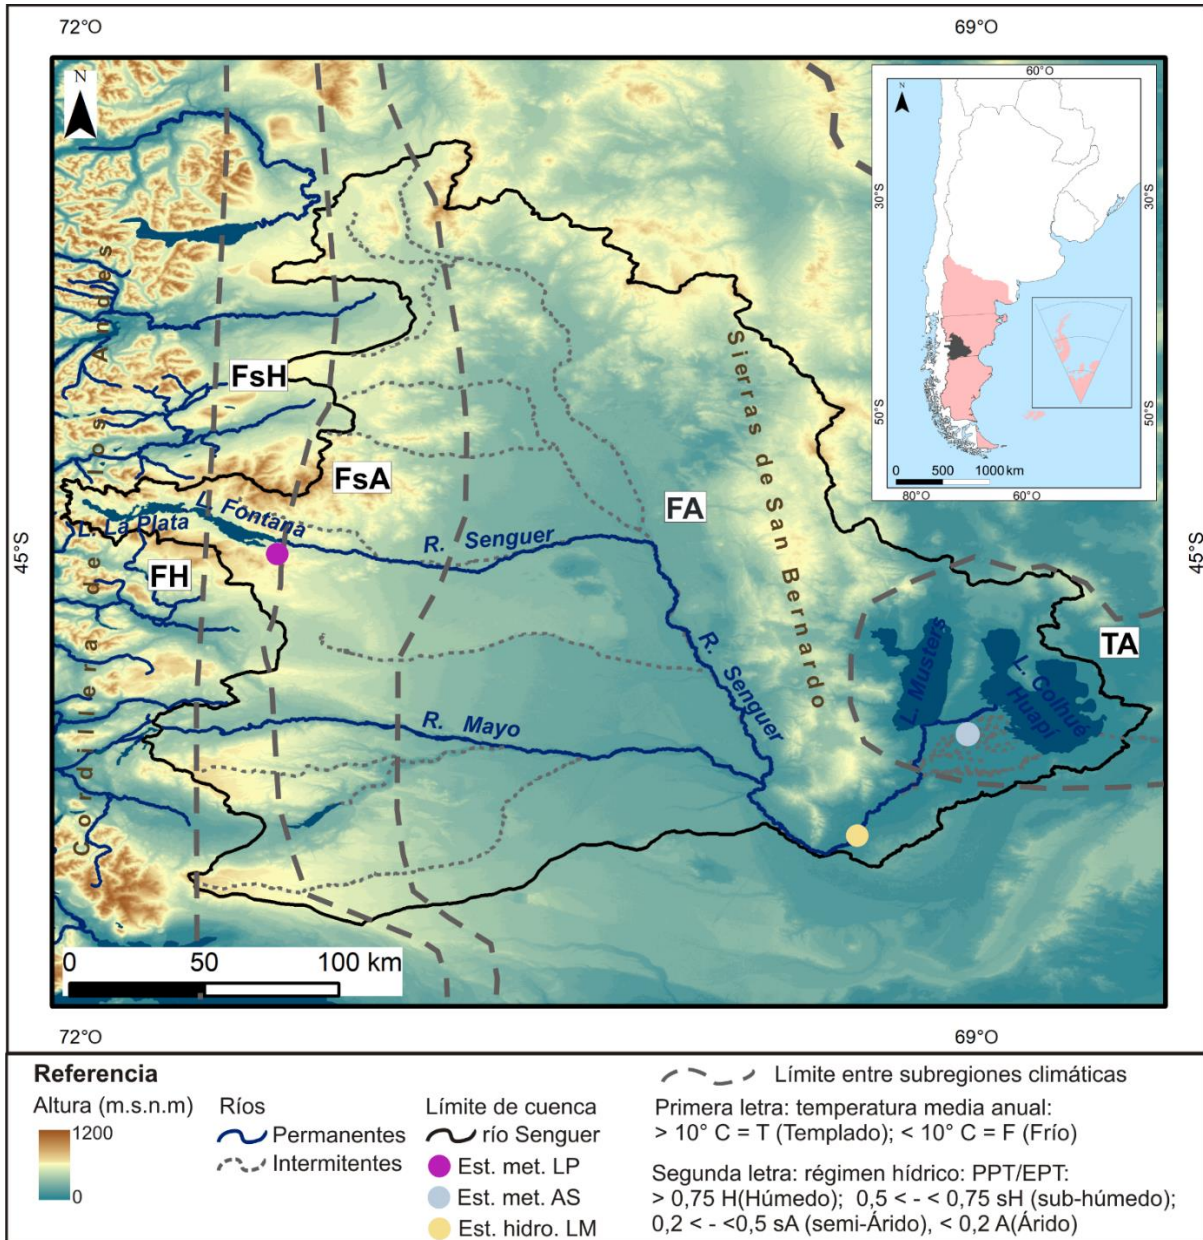 72°O
69°O
N
60°O
N
30°S
30°S
50°S
50°S
0 500 1000 km
80°O
60°O
Cordillera de los Andes
Sierras de San Bernardo
FsH
FsA
FA
L. Fontana
L. La Plata
R. Senguer
45°S
45°S
FH
TA
R. Senguer
L. Musters
L. Colhué
Huapí
R. Mayo
0 50 100 km
72°O
69°O
Referencia
Altura (m.s.n.m)
1200
0
Ríos
Permanentes
Intermitentes
Límite de cuenca
río Senguer
Est. met. LP
Est. met. AS
Est. hidro. LM
Límite entre subregiones climáticas
Primera letra: temperatura media anual:
> 10° C = T (Templado); < 10° C = F (Frío)
Segunda letra: régimen hídrico: PPT/EPT:
> 0,75 H(Húmedo); 0,5 < - < 0,75 sH (sub-húmedo);
0,2 < - <0,5 sA (semi-Árido), < 0,2 A(Árido)